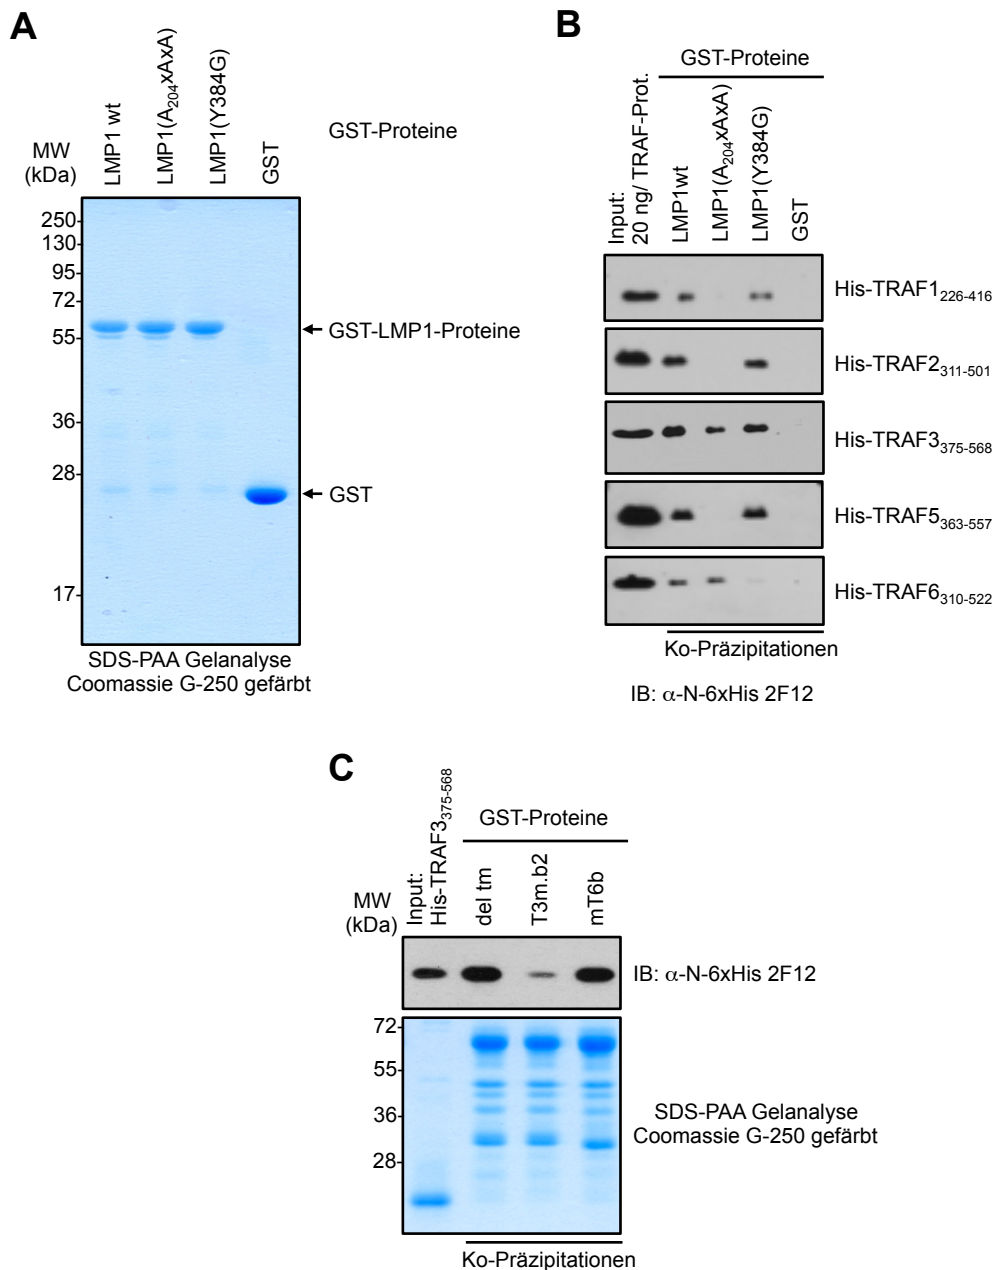 A
LMP1 wt
LMP1(A204xAxA)
LMP1(Y384G)
GST
GST-Proteine
MW
(kDa)
250
130
95
72
55
36
28
17
GST-LMP1-Proteine
GST
SDS-PAA Gelanalyse
Coomassie G-250 gefärbt
B
GST-Proteine
Input:
20 ng/ TRAF-Prot.
LMP1wt
LMP1(A204xAxA)
LMP1(Y384G)
GST
His-TRAF1226-416
His-TRAF2311-501
His-TRAF3375-568
His-TRAF5363-557
His-TRAF6310-522
Ko-Präzipitationen
IB: α-N-6xHis 2F12
C
Input:
His-TRAF3375-568
GST-Proteine
del tm
T3m.b2
mT6b
MW
(kDa)
IB: α-N-6xHis 2F12
72
55
36
28
SDS-PAA Gelanalyse
Coomassie G-250 gefärbt
Ko-Präzipitationen